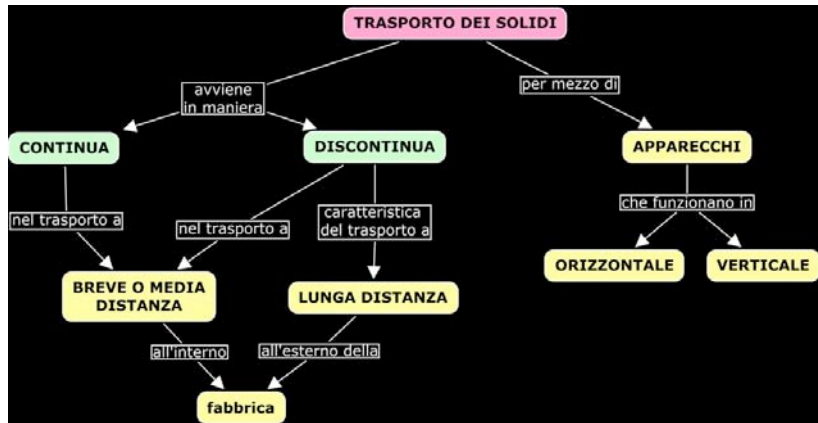 TRASPORTO DEI SOLIDI
avviene
in maniera
per mezzo di
CONTINUA
DISCONTINUA
APPARECCHI
nel trasporto a
nel trasporto a
caratteristica
del trasporto a
che funzionano in
BREVE O MEDIA
DISTANZA
LUNGA DISTANZA
ORIZZONTALE
VERTICALE
all'interno
all'esterno della
fabbrica